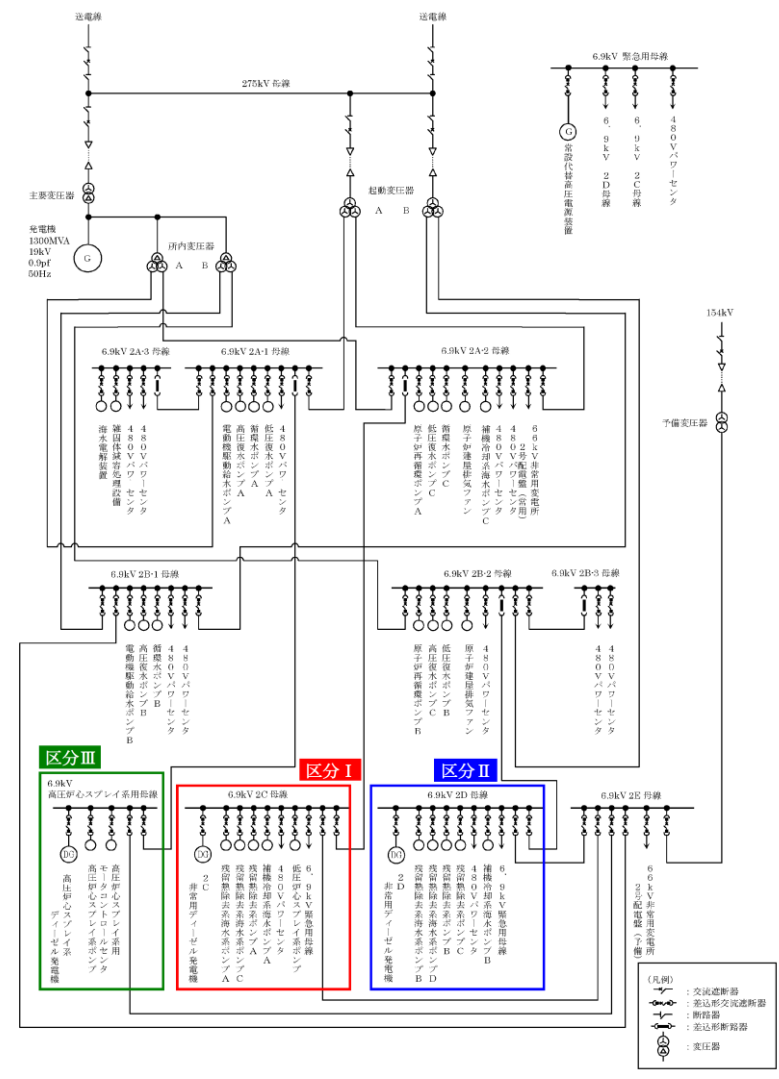 送電線
送電線
275kV 母線
6.9kV 緊急用母線
G
常設代替高圧電源装置
6.9kV 2D母線
6.9kV 2C母線
480Vパワーセンタ
主要変圧器
起動変圧器
A
B
発電機
1300MVA
19kV
0.9pf
50Hz
G
所内変圧器
A
B
154kV
予備変圧器
6.9kV 2A-3 母線
海水電解装置
雑固体減容処理設備
480Vパワーセンタ
480Vパワーセンタ
6.9kV 2A-1 母線
電動機駆動給水ポンプA
高圧復水ポンプA
循環水ポンプA
低圧復水ポンプA
480Vパワーセンタ
6.9kV 2A-2 母線
原子炉再循環ポンプA
低圧復水ポンプC
循環水ポンプC
原子炉建屋排気ファン
補機冷却系海水ポンプC
480Vパワーセンタ
480Vパワーセンタ
2号配電盤(常用)
66kV非常用変電所
6.9kV 2B-1 母線
電動機駆動給水ポンプB
高圧復水ポンプB
循環水ポンプB
480Vパワーセンタ
480Vパワーセンタ
6.9kV 2B-2 母線
原子炉再循環ポンプB
高圧復水ポンプC
低圧復水ポンプB
原子炉建屋排気ファン
480Vパワーセンタ
6.9kV 2B-3 母線
480Vパワーセンタ
480Vパワーセンタ
区分Ⅲ
6.9kV
高圧炉心スプレイ系用母線
DG
高圧炉心スプレイ系
ディーゼル発電機
高圧炉心スプレイ系ポンプ
高圧炉心スプレイ系用
モータコントロールセンタ
区分Ⅰ
6.9kV 2C 母線
DG
2C
非常用ディーゼル発電機
残留熱除去系海水系ポンプA
残留熱除去系海水系ポンプC
残留熱除去系ポンプA
補機冷却系海水ポンプA
480Vパワーセンタ
低圧炉心スプレイ系ポンプ
6.9kV緊急用母線
区分Ⅱ
6.9kV 2D 母線
DG
2D
非常用ディーゼル発電機
残留熱除去系海水系ポンプB
残留熱除去系海水系ポンプD
残留熱除去系ポンプB
残留熱除去系ポンプC
480Vパワーセンタ
補機冷却系海水ポンプB
6.9kV緊急用母線
6.9kV 2E 母線
66kV非常用変電所
2号配電盤(予備)
(凡例)
:交流遮断器
:差込形交流遮断器
:断路器
:差込形断路器
:変圧器